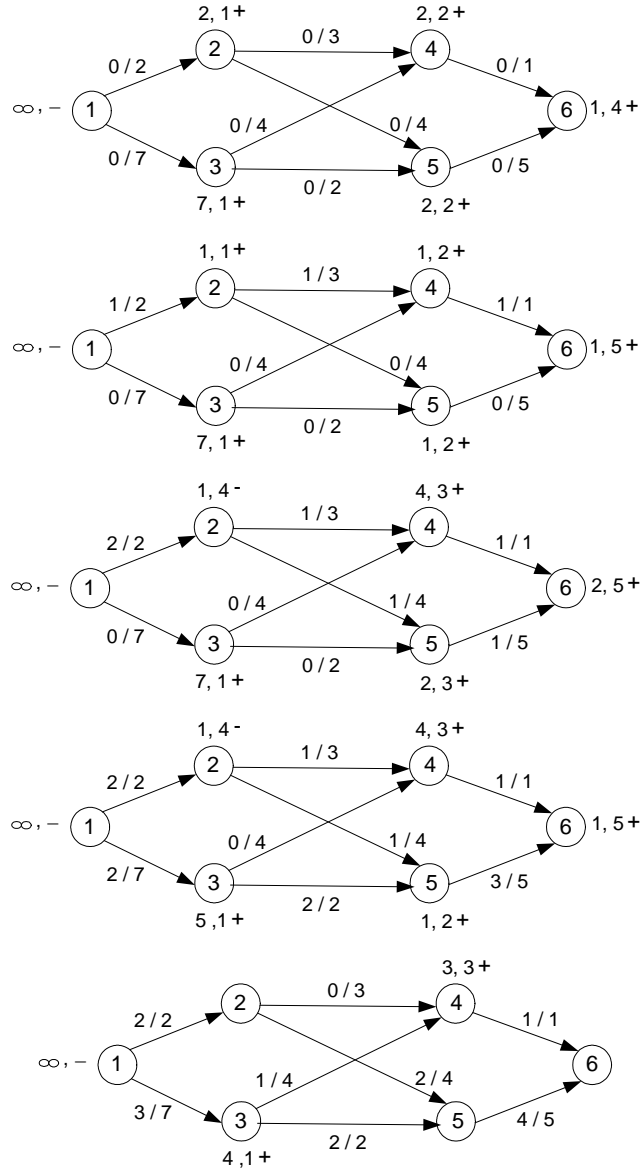 2, 1+ 2, 2+
0 / 3
2 4
0 / 2 0 / 1
∞, − 1 6 1, 4+
0 / 4 0 / 4
0 / 7 0 / 5
3 5
0 / 2
7, 1+ 2, 2+
1, 1+ 1, 2+
1 / 3
2 4
1 / 2 1 / 1
∞, − 1 6 1, 5+
0 / 4 0 / 4
0 / 7 0 / 5
3 5
0 / 2
7, 1+ 1, 2+
1, 4- 4, 3+
1 / 3
2 4
2 / 2 1 / 1
∞, − 1 6 2, 5+
0 / 4 1 / 4
0 / 7 1 / 5
3 5
0 / 2
7, 1+ 2, 3+
1, 4- 4, 3+
1 / 3
2 4
2 / 2 1 / 1
∞, − 1 6 1, 5+
0 / 4 1 / 4
2 / 7 3 / 5
3 5
2 / 2
5 ,1+ 1, 2+
3, 3+
0 / 3
2 4
2 / 2 1 / 1
∞, − 1 6
1 / 4 2 / 4
3 / 7 4 / 5
3 5
2 / 2
4 ,1+